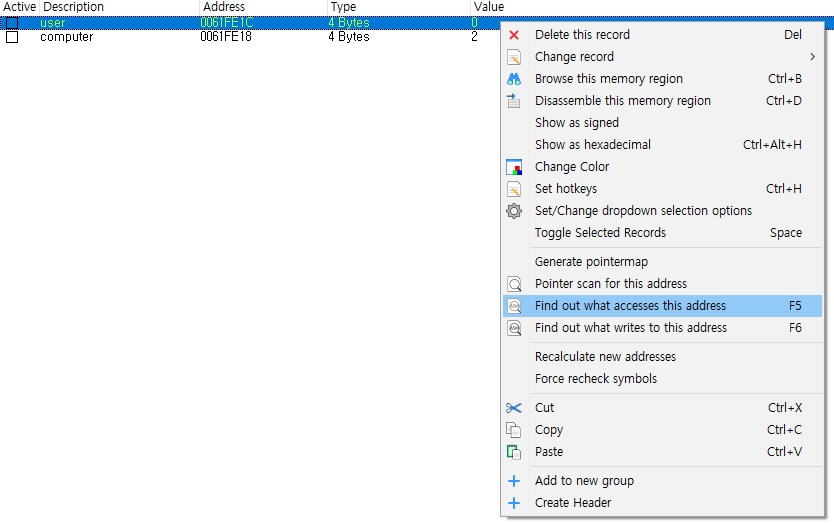 Active Description Address Type Value
user 0061FE1C 4 Bytes 0
computer 0061FE18 4 Bytes 2
Delete this record Del
Change record
Browse this memory region Ctrl+B
Disassemble this memory region Ctrl+D
Show as signed
Show as hexadecimal Ctrl+Alt+H
Change Color
Set hotkeys Ctrl+H
Set/Change dropdown selection options
Toggle Selected Records Space
Generate pointermap
Pointer scan for this address
Find out what accesses this address F5
Find out what writes to this address F6
Recalculate new addresses
Force recheck symbols
Cut Ctrl+X
Copy Ctrl+C
Paste Ctrl+V
Add to new group
Create Header